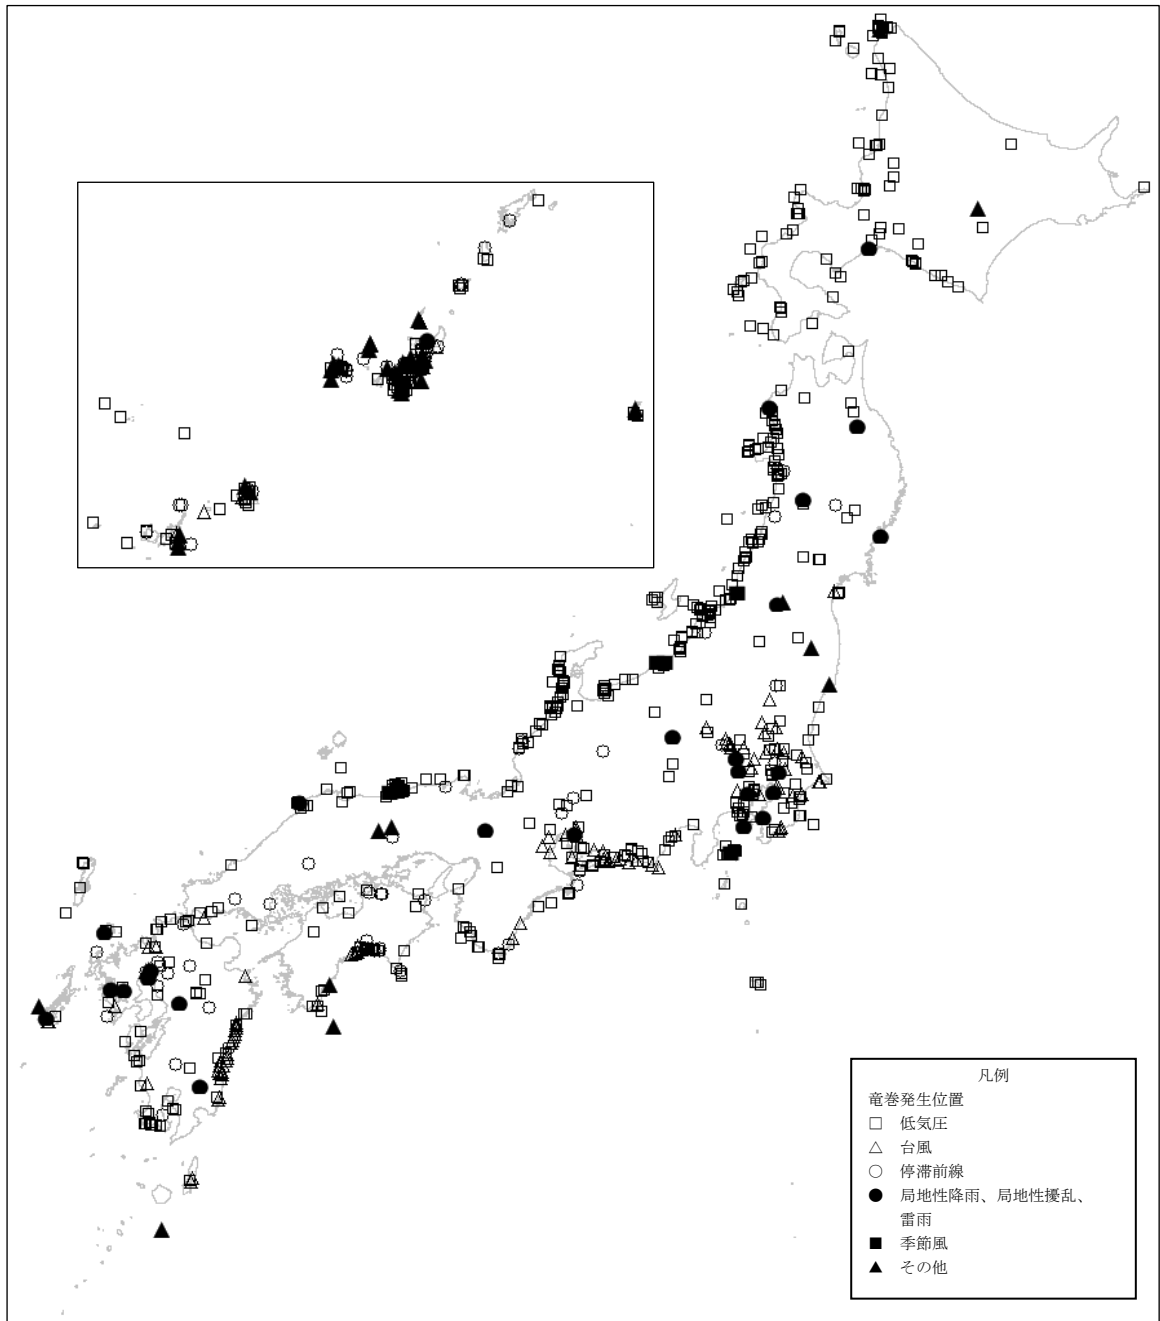 凡例
竜巻発生位置
□ 低気圧
△ 台風
○ 停滞前線
● 局地性降雨、局地性擾乱、
雷雨
■ 季節風
▲ その他